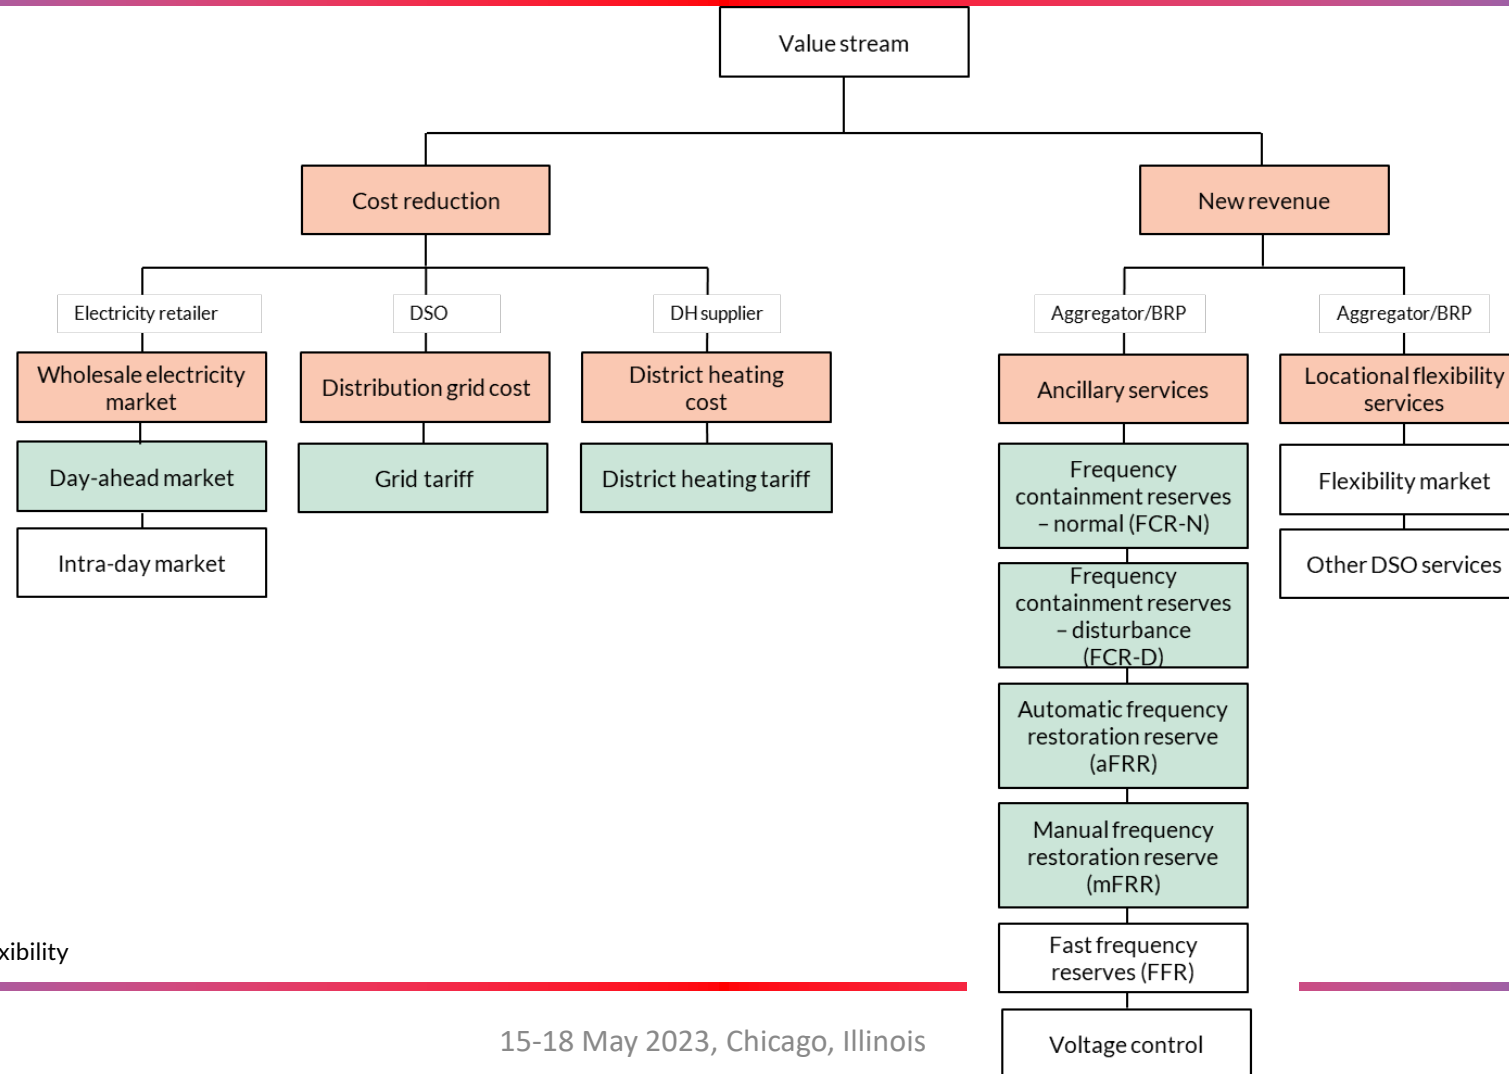 Value stream
Cost reduction
New revenue
Electricity retailer
DSO
DH supplier
Aggregator/BRP
Aggregator/BRP
Wholesale electricity
market
Distribution grid cost
District heating
cost
Ancillary services
Locational flexibility
services
Day-ahead market
Grid tariff
District heating tariff
Frequency
containment reserves
– normal (FCR-N)
Flexibility market
Intra-day market
Frequency
containment reserves
– disturbance
(FCR-D)
Other DSO services
Automatic frequency
restoration reserve
(aFRR)
Manual frequency
restoration reserve
(mFRR)
Fast frequency
reserves (FFR)
Voltage control
xibility
15-18 May 2023, Chicago, Illinois